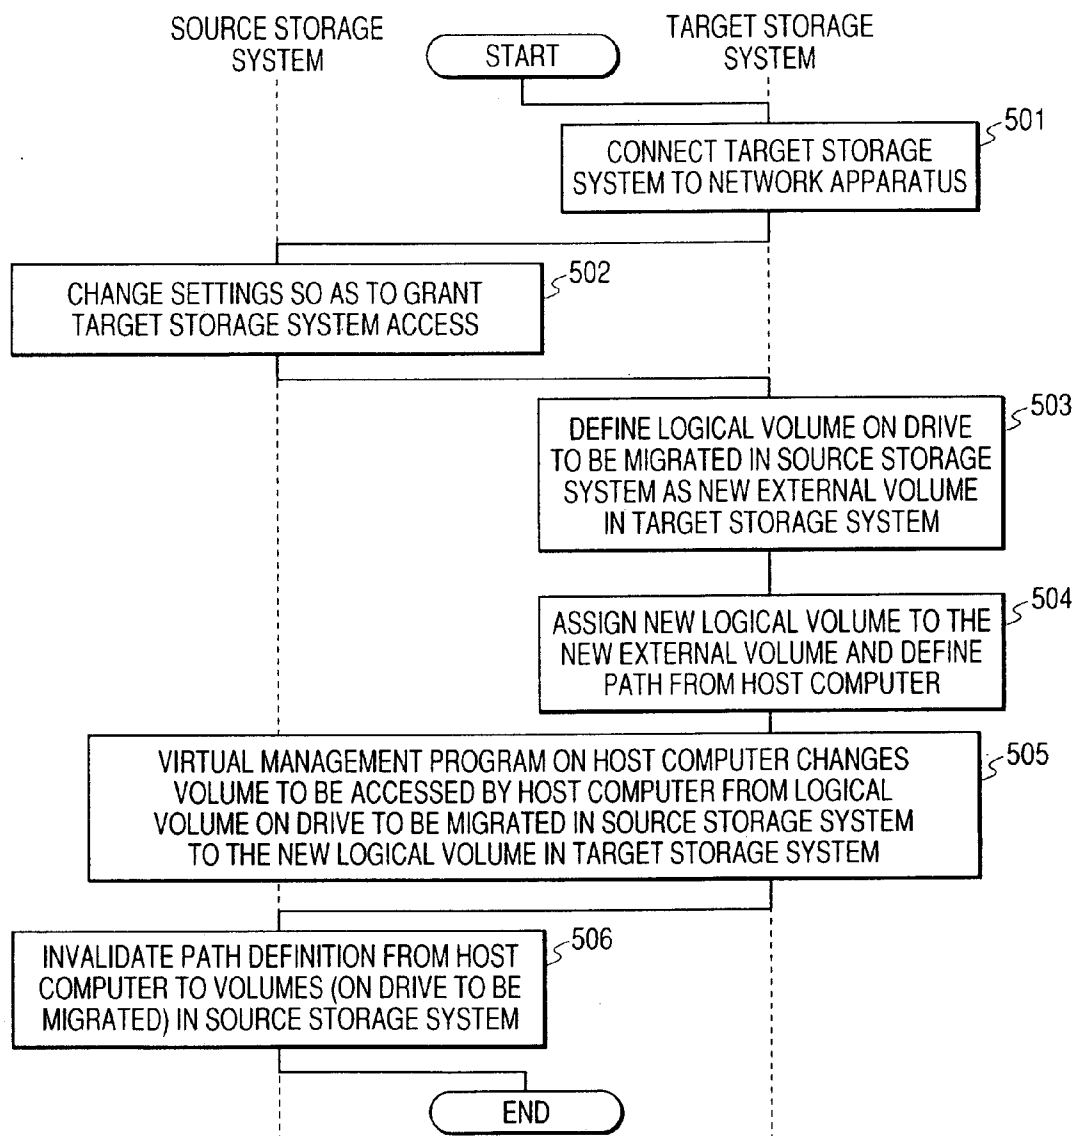 SOURCE STORAGE
SYSTEM
START
TARGET STORAGE
SYSTEM
501
CONNECT TARGET STORAGE
SYSTEM TO NETWORK APPARATUS
502
CHANGE SETTINGS SO AS TO GRANT
TARGET STORAGE SYSTEM ACCESS
503
DEFINE LOGICAL VOLUME ON DRIVE
TO BE MIGRATED IN SOURCE STORAGE
SYSTEM AS NEW EXTERNAL VOLUME
IN TARGET STORAGE SYSTEM
504
ASSIGN NEW LOGICAL VOLUME TO THE
NEW EXTERNAL VOLUME AND DEFINE
PATH FROM HOST COMPUTER
505
VIRTUAL MANAGEMENT PROGRAM ON HOST COMPUTER CHANGES
VOLUME TO BE ACCESSED BY HOST COMPUTER FROM LOGICAL
VOLUME ON DRIVE TO BE MIGRATED IN SOURCE STORAGE SYSTEM
TO THE NEW LOGICAL VOLUME IN TARGET STORAGE SYSTEM
506
INVALIDATE PATH DEFINITION FROM HOST
COMPUTER TO VOLUMES (ON DRIVE TO BE
MIGRATED) IN SOURCE STORAGE SYSTEM
END